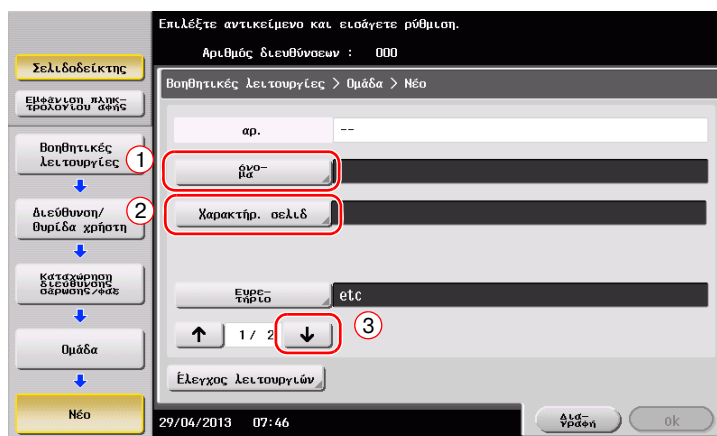 Επιλέξτε αντικείμενο και εισάγετε ρύθμιση.
Αριθμός διευθύνσεων : 000
Σελιδοδείκτης
Εμφάνιση πληκ-
τρολογίου αφής
Βοηθητικές
λειτουργίες
Διεύθυνση/
Θυρίδα χρήστη
Καταχώρηση
διεύθυνσης
σάρωσης/φαξ
Ομάδα
Νέο
Βοηθητικές λειτουργίες > Ομάδα > Νέο
αρ. --
1
όνο-
μα
2
Χαρακτήρ. σελιδ
Ευρε-
τήριο
etc
↑ 1/ 2 ↓
3
Έλεγχος λειτουργιών
29/04/2013 07:46
Δια-
γραφή
ok